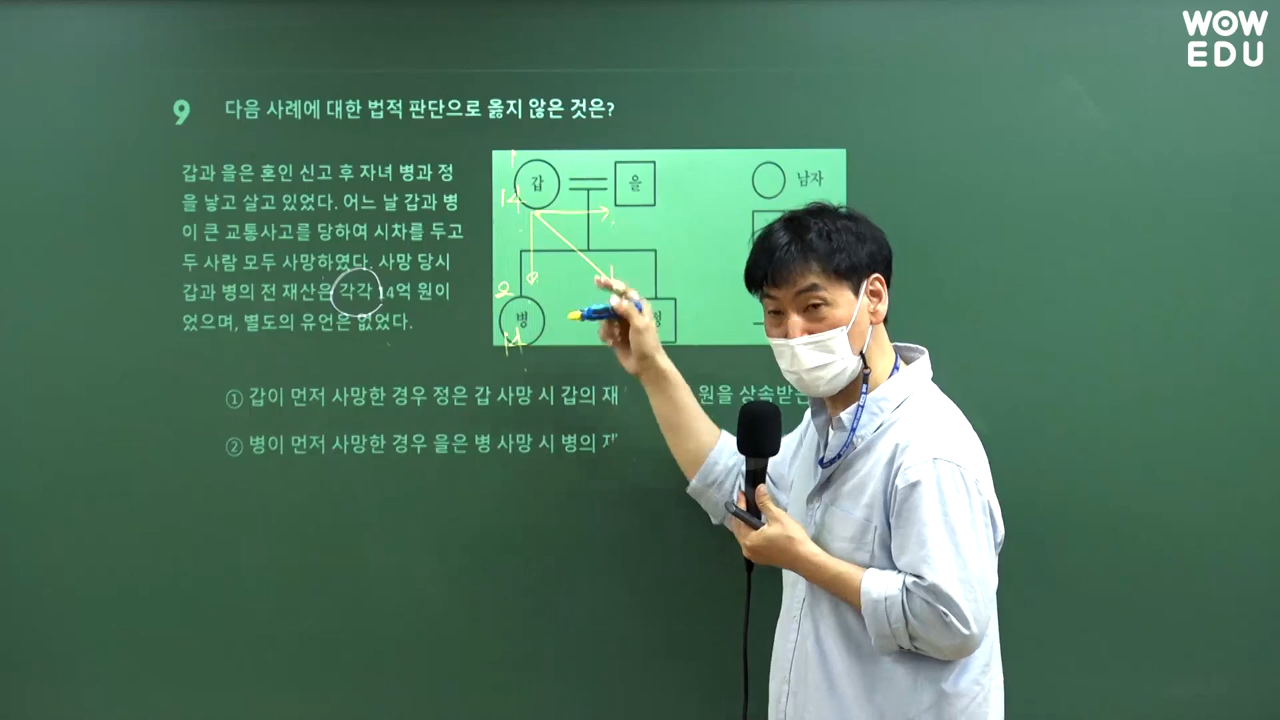 WOW
EDU
9 다음 사례에 대한 법적 판단으로 옳지 않은 것은?
갑과 을은 혼인 신고 후 자녀 병과 정
을 낳고 살고 있었다. 어느 날 갑과 병
이 큰 교통사고를 당하여 시차를 두고
두 사람 모두 사망하였다. 사망 당시
갑과 병의 전 재산은 각각 14억 원이
었으며, 별도의 유언은 없었다.
1
갑 을 남자
14
2
병
14
① 갑이 먼저 사망한 경우 정은 갑 사망 시 갑의 재 원을 상속받는
② 병이 먼저 사망한 경우 을은 병 사망 시 병의